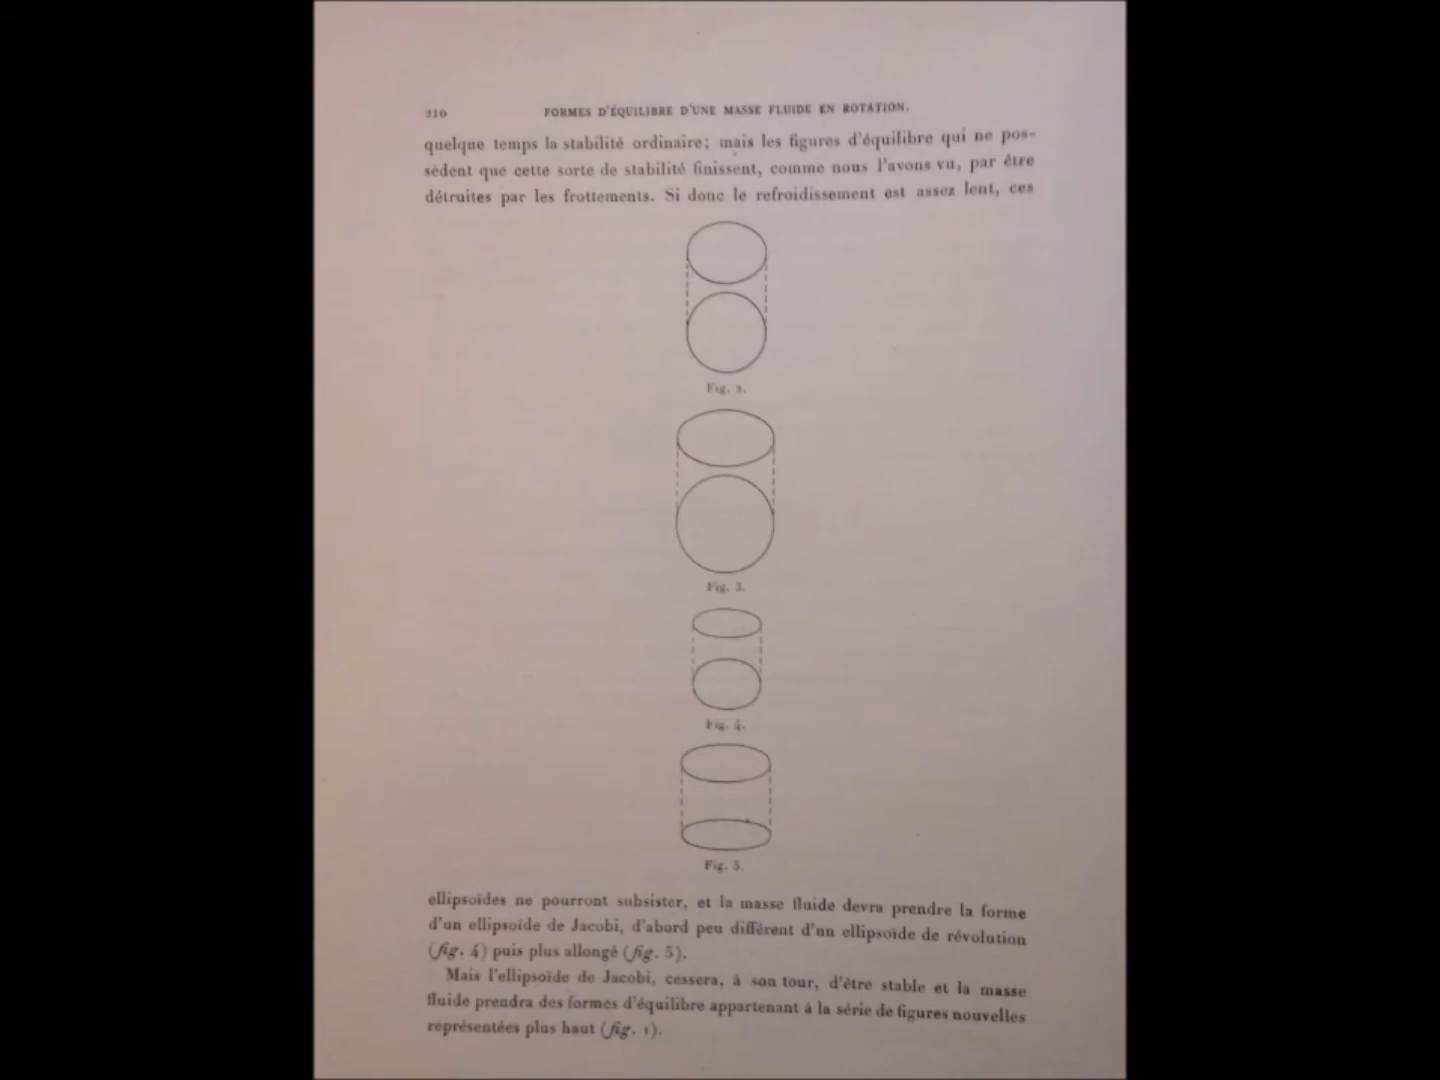 210 FORMES D'ÉQUILIBRE D'UNE MASSE FLUIDE EN ROTATION.
quelque temps la stabilité ordinaire; mais les figures d'équilibre qui ne pos-
sèdent que cette sorte de stabilité finissent, comme nous l'avons vu, par être
détruites par les frottements. Si donc le refroidissement est assez lent, ces
Fig. 2.
Fig. 3.
Fig. 4.
Fig. 5.
ellipsoïdes ne pourront subsister, et la masse fluide devra prendre la forme
d'un ellipsoïde de Jacobi, d'abord peu différent d'un ellipsoïde de révolution
(fig. 4) puis plus allongé (fig. 5).
Mais l'ellipsoïde de Jacobi, cessera, à son tour, d'être stable et la masse
fluide prendra des formes d'équilibre appartenant à la série de figures nouvelles
représentées plus haut (fig. 1).